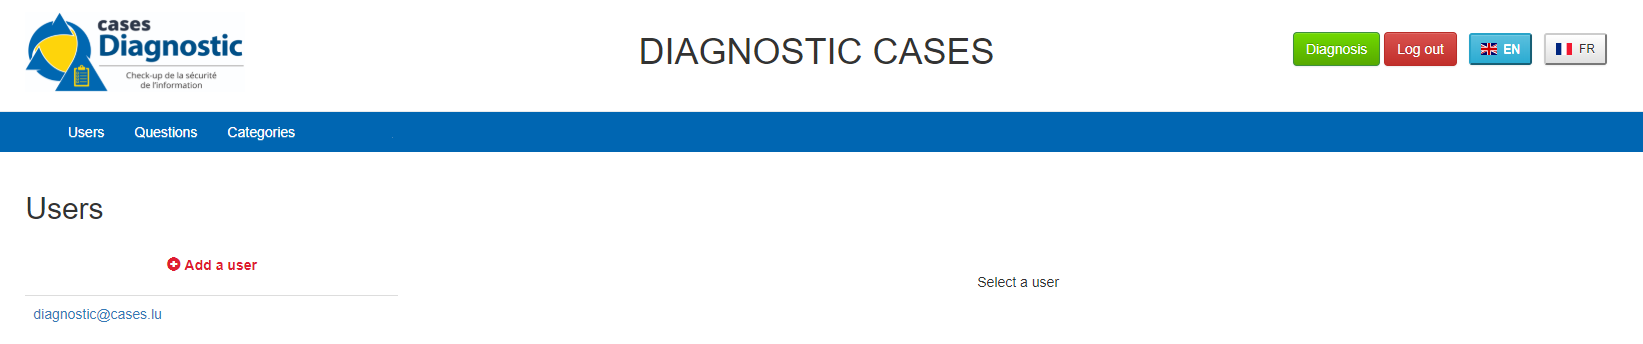 cases
Diagnostic
Check-up de la sécurité
de l'information
DIAGNOSTIC CASES
Diagnosis
Log out
EN
FR
Users
Questions
Categories
Users
Add a user
Select a user
diagnostic@cases.lu